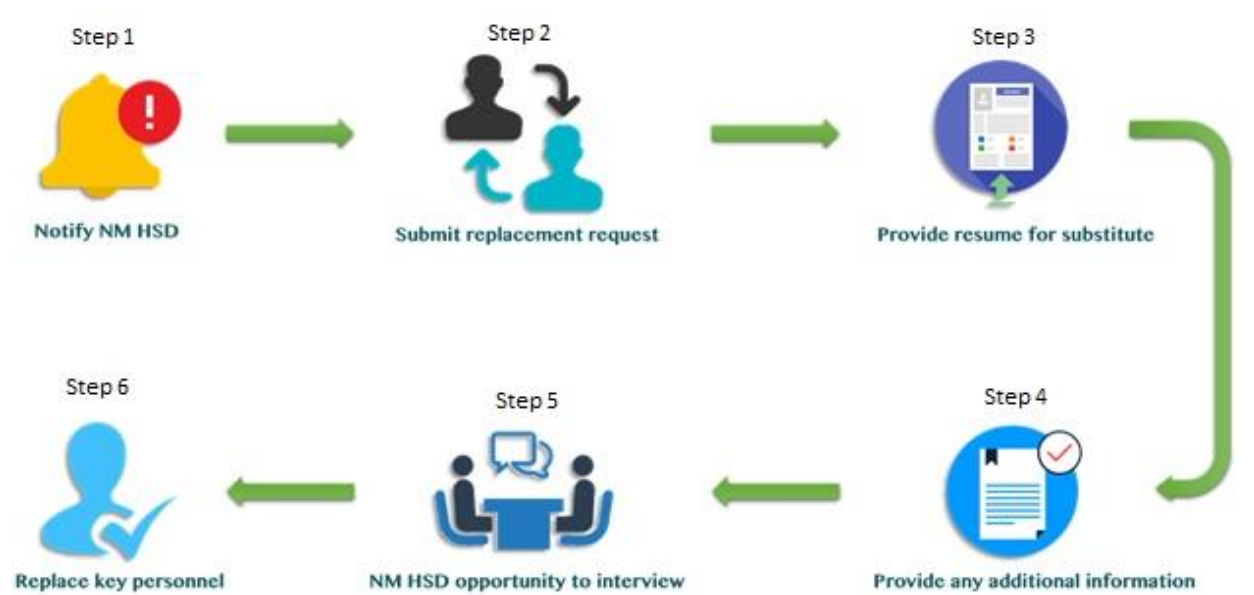 Step 1
Notify NM HSD
Step 2
Submit replacement request
Step 3
Provide resume for substitute
Step 4
Provide any additional information
Step 5
NM HSD opportunity to interview
Step 6
Replace key personnel